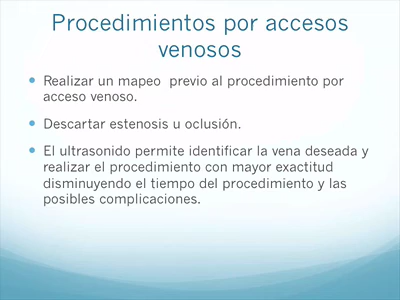 Procedimientos por accesos
venosos
Realizar un mapeo previo al procedimiento por
acceso venoso.
Descartar estenosis u oclusión.
El ultrasonido permite identificar la vena deseada y
realizar el procedimiento con mayor exactitud
disminuyendo el tiempo del procedimiento y las
posibles complicaciones.